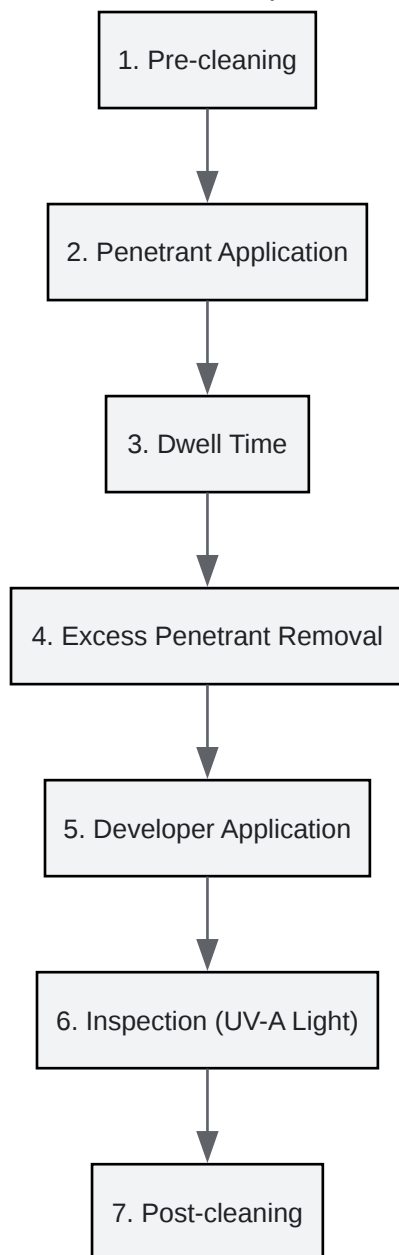 1. Pre-cleaning
2. Penetrant Application
3. Dwell Time
4. Excess Penetrant Removal
5. Developer Application
6. Inspection (UV-A Light)
7. Post-cleaning